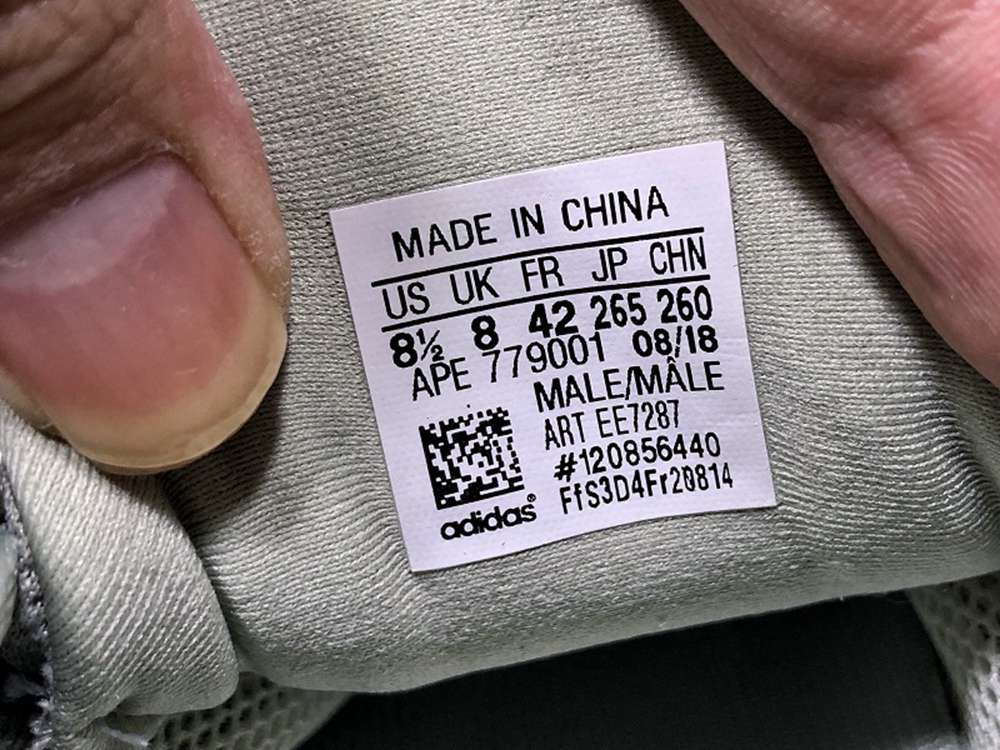 MADE IN CHINA
US UK FR JP CHN
8½ 8 42 265 260
APE 779001 08/18
MALE/MÂLE
ART EE7287
#120856440
FfS3D4Fr20814
adidas®